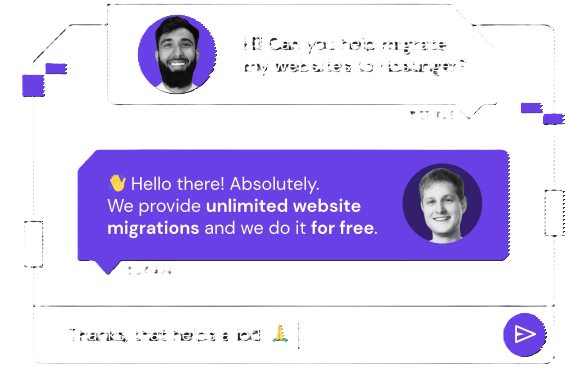 Hi! Can you help migrate
my websites to Hostinger?
👋 Hello there! Absolutely.
We provide unlimited website
migrations and we do it for free.
Thanks, that helps a lot! 🙏